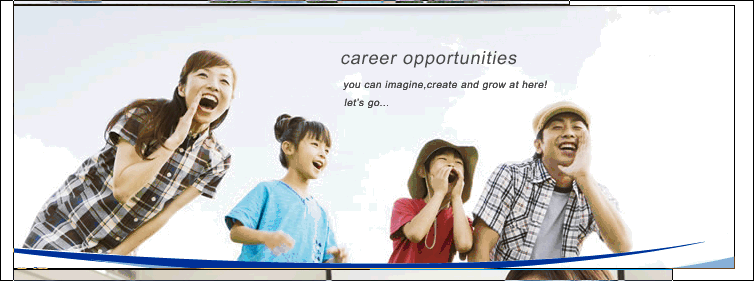 career opportunities
you can imagine,create and grow at here!
let's go...